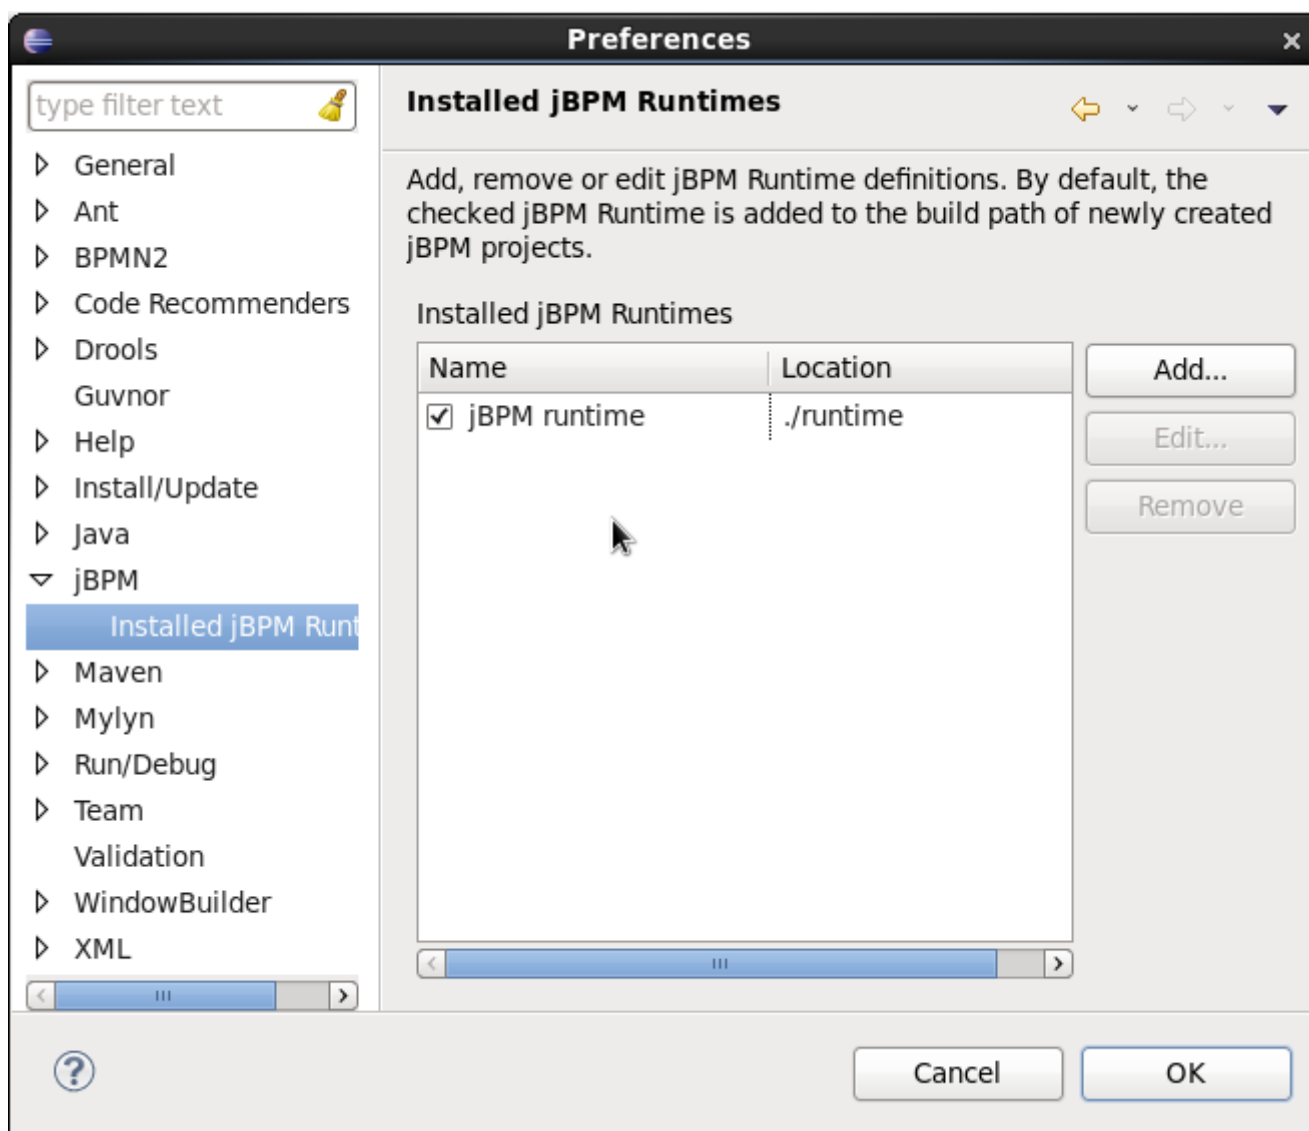 Preferences
type filter text
General
Ant
BPMN2
Code Recommenders
Drools
Guvnor
Help
Install/Update
Java
jBPM
Installed jBPM Runt
Maven
Mylyn
Run/Debug
Team
Validation
WindowBuilder
XML
Installed jBPM Runtimes
Add, remove or edit jBPM Runtime definitions. By default, the
checked jBPM Runtime is added to the build path of newly created
jBPM projects.
Installed jBPM Runtimes
Name Location
jBPM runtime ./runtime
Add...
Edit...
Remove
Cancel OK